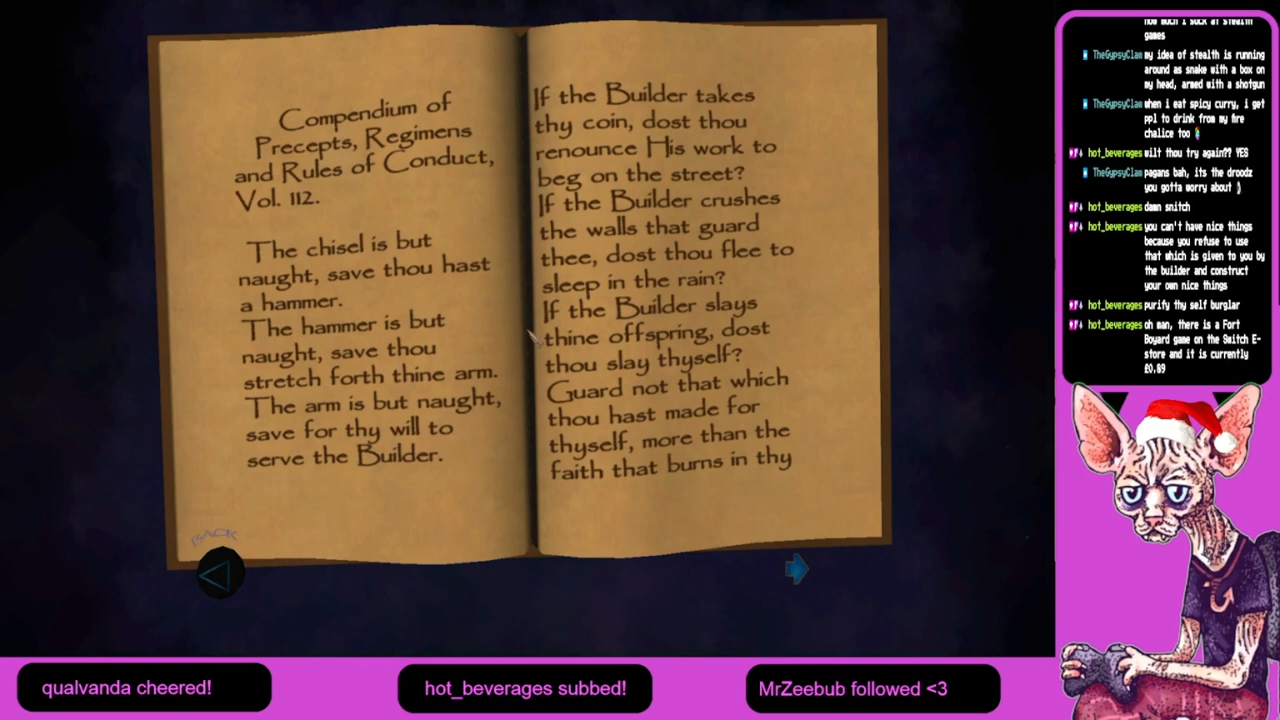 Compendium of
Precepts, Regimens
and Rules of Conduct,
Vol. 112.
The chisel is but
naught, save thou hast
a hammer.
The hammer is but
naught, save thou
stretch forth thine arm.
The arm is but naught,
save for thy will to
serve the Builder.
BACK
If the Builder takes
thy coin, dost thou
renounce His work to
beg on the street?
If the Builder crushes
the walls that guard
thee, dost thou flee to
sleep in the rain?
If the Builder slays
thine offspring, dost
thou slay thyself?
Guard not that which
thou hast made for
thyself, more than the
faith that burns in thy
how much i suck at stealth
games
TheGypsyClaw my idea of stealth is running
around as snake with a box on
my head, armed with a shotgun
TheGypsyClaw when i eat spicy curry, i get
ppl to drink from my fire
chalice too
hot_beverages wilt thou try again?? YES
TheGypsyClaw pagans bah, its the droodz
you gotta worry about ;)
hot_beverages damn snitch
hot_beverages you can't have nice things
because you refuse to use
that which is given to you by
the builder and construct
your own nice things
hot_beverages purify thy self burglar
hot_beverages oh man, there is a Fort
Boyard game on the Switch E-
store and it is currently
£0.89
qualvanda cheered!
hot_beverages subbed!
MrZeebub followed <3